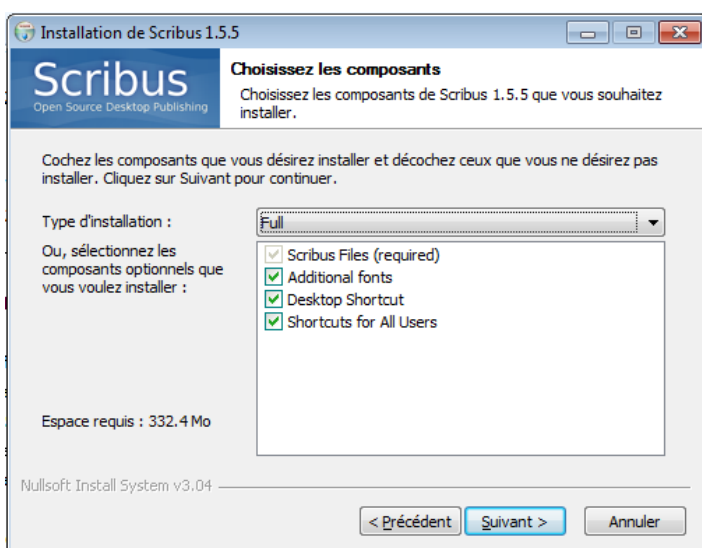 Installation de Scribus 1.5.5
Scribus
Open Source Desktop Publishing
Choisissez les composants
Choisissez les composants de Scribus 1.5.5 que vous souhaitez
installer.
Cochez les composants que vous désirez installer et décochez ceux que vous ne désirez pas
installer. Cliquez sur Suivant pour continuer.
Type d'installation :
Full
Ou, sélectionnez les
composants optionnels que
vous voulez installer :
Scribus Files (required)
Additional fonts
Desktop Shortcut
Shortcuts for All Users
Espace requis : 332.4 Mo
Nullsoft Install System v3.04
< Précédent
Suivant >
Annuler